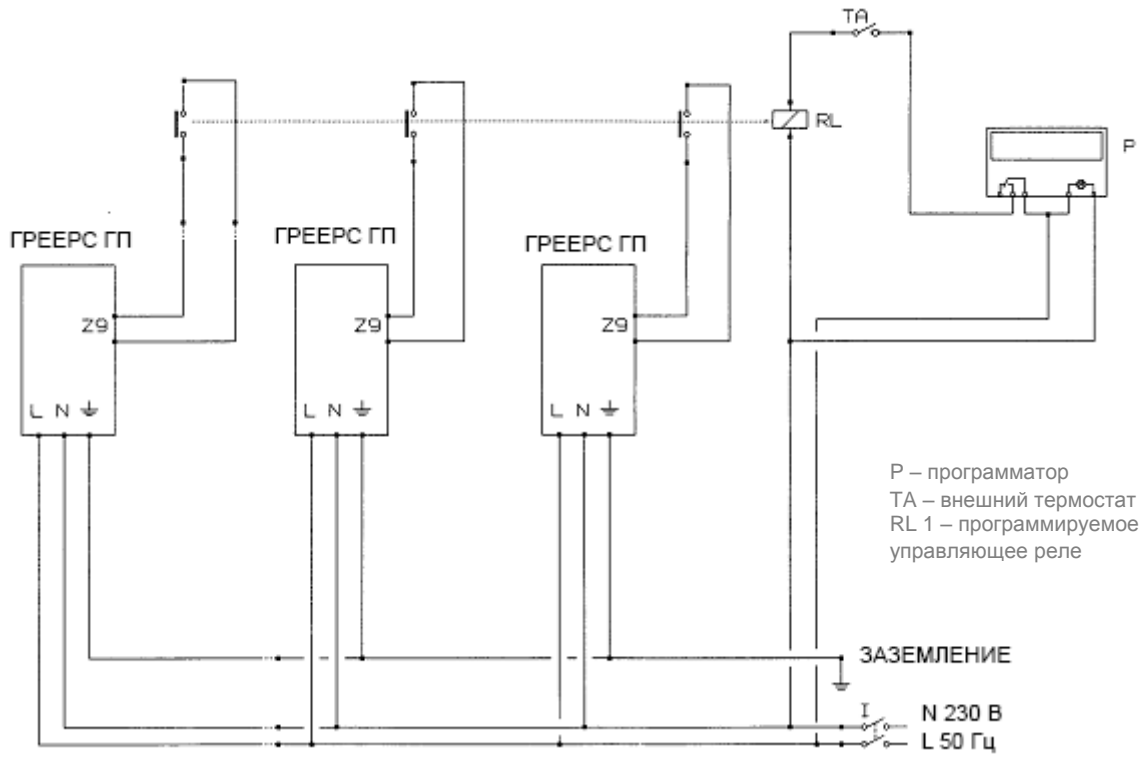 TA
RL
P
ГРЕЕРС ГП
ГРЕЕРС ГП
ГРЕЕРС ГП
Z9
Z9
Z9
L N
L N
L N
P – программатор
TA – внешний термостат
RL 1 – программируемое
управляющее реле
ЗАЗЕМЛЕНИЕ
I
N 230 В
L 50 Гц